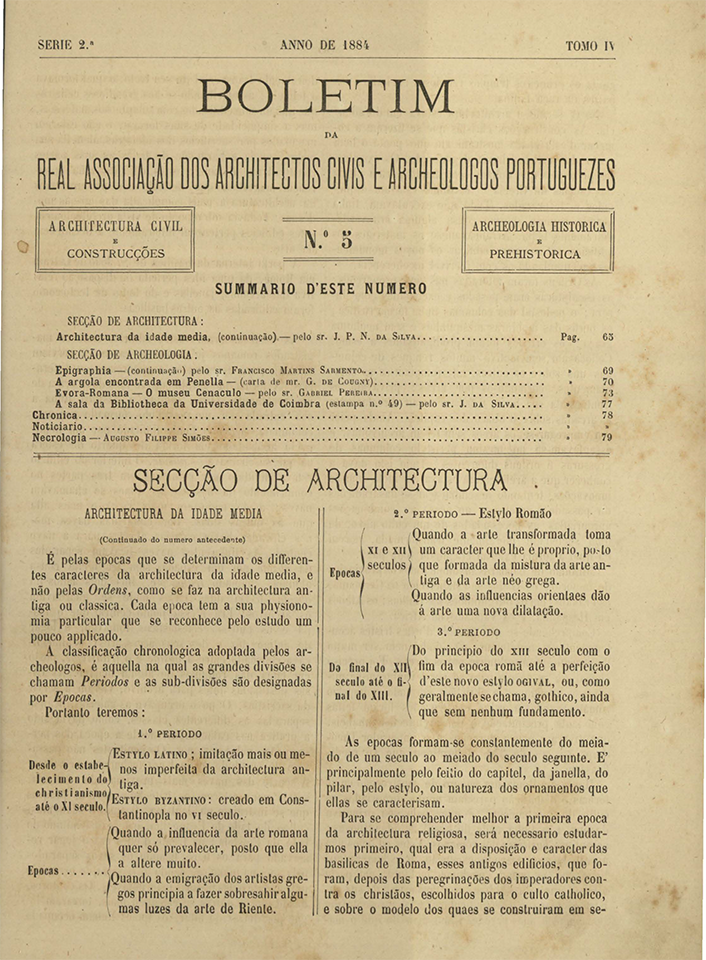 SERIE 2.ª ANNO DE 1884 TOMO IV
BOLETIM
DA
REAL ASSOCIAÇÃO DOS ARCHITECTOS CIVIS E ARCHEOLOGOS PORTUGUEZES
ARCHITECTURA CIVIL
E
CONSTRUCÇÕES
N.º 5
ARCHEOLOGIA HISTORICA
E
PREHISTORICA
SUMMARIO D'ESTE NUMERO
SECÇÃO DE ARCHITECTURA:
Architectura da idade media, (continuação).—pelo sr. J. P. N. DA SILVA... Pag. 65
SECÇÃO DE ARCHEOLOGIA.
Epigraphia—(continuação) pelo sr. FRANCISCO MARTINS SARMENTO. » 69
A argola encontrada em Penella—(carta de mr. G. DE COUGNY) » 70
Evora-Romana—O museu Cenaculo—pelo sr. GABRIEL PEREIRA » 73
A sala da Bibliotheca da Universidade de Coimbra (estampa n.º 49)—pelo sr. J. DA SILVA » 77
Chronica » 78
Noticiario » »
Necrologia—AUGUSTO FILIPPE SIMÕES » 79
SECÇÃO DE ARCHITECTURA
ARCHITECTURA DA IDADE MEDIA
(Continuado do numero antecedente)
É pelas epocas que se determinam os differen-
tes caracteres da architectura da idade media, e
não pelas Ordens, como se faz na architectura an-
tiga ou classica. Cada epoca tem a sua physiono-
mia particular que se reconhece pelo estudo um
pouco applicado.
A classificação chronologica adoptada pelos ar-
cheologos, é aquella na qual as grandes divisões se
chamam Periodos e as sub-divisões são designadas
por Epocas.
Portanto teremos:
1.º PERIODO
Desde o estabe-
lecimento do
christianismo
até o XI seculo.
ESTYLO LATINO; imitação mais ou me-
nos imperfeita da architectura an-
tiga.
ESTYLO BYZANTINO: creado em Cons-
tantinopla no VI seculo.
Epocas.......
Quando a influencia da arte romana
quer só prevalecer, posto que ella
a altere muito.
Quando a emigração dos artistas gre-
gos principia a fazer sobresahir algu-
mas luzes da arte de Riente.
2.º PERIODO—Estylo Romão
Epocas
XI e XII
seculos
Quando a arte transformada toma
um caracter que lhe é proprio, posto
que formada da mistura da arte an-
tiga e da arte néo grega.
Quando as influencias orientaes dão
á arte uma nova dilatação.
3.º PERIODO
Do final do XII
seculo até o fi-
nal do XIII.
Do principio do XIII seculo com o
fim da epoca romã até a perfeição
d'este novo estylo OGIVAL, ou, como
geralmente se chama, gothico, ainda
que sem nenhum fundamento.
As epocas formam-se constantemente do meia-
do de um seculo ao meiado do seculo seguinte. E'
principalmente pelo feitio do capitel, da janella, do
pilar, pelo estylo, ou natureza dos ornamentos que
ellas se caracterisam.
Para se comprehender melhor a primeira epoca
da architectura religiosa, será necessario estudar-
mos primeiro, qual era a disposição e caracter das
basilicas de Roma, esses antigos edificios, que fo-
ram, depois das peregrinações dos imperadores con-
tra os christãos, escolhidos para o culto catholico,
e sobre o modelo dos quaes se construiram em se-